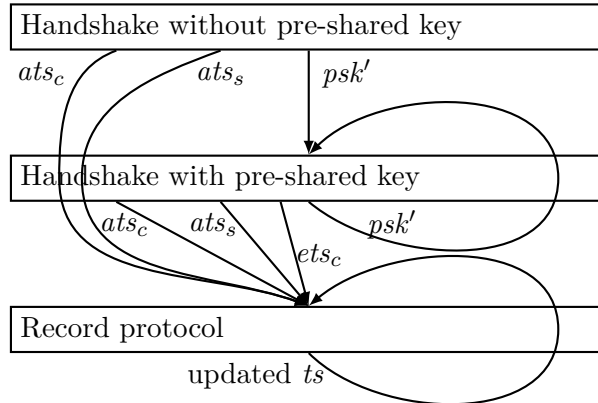 Handshake without pre-shared key
ats_c ats_s psk′
Handshake with pre-shared key
ats_c ats_s psk′
ets_c
Record protocol
updated ts